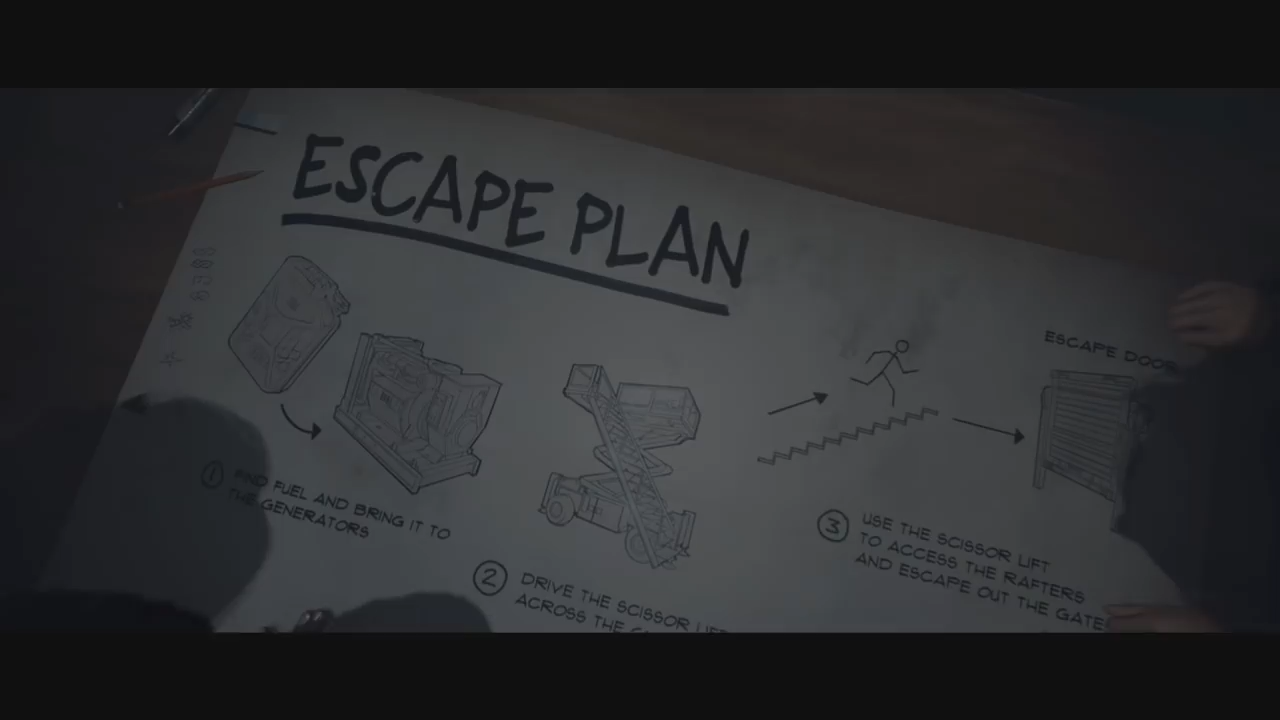 ESCAPE PLAN
ESCAPE DOOR
1 FIND FUEL AND BRING IT TO
THE GENERATORS
2 DRIVE THE SCISSOR LIFT
ACROSS THE
3 USE THE SCISSOR LIFT
TO ACCESS THE RAFTERS
AND ESCAPE OUT THE GATE